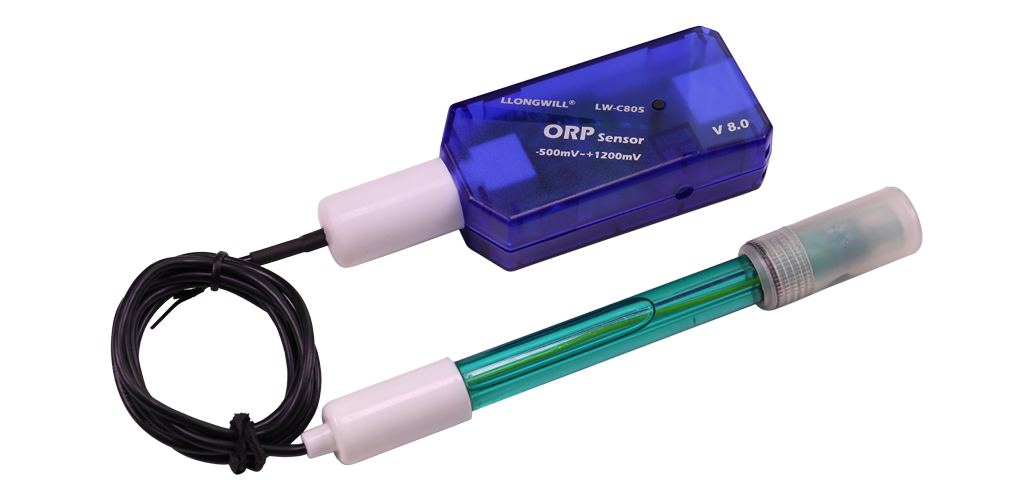 LLONGWILL® LW-C805
ORP Sensor
-500mV~+1200mV
V 8.0